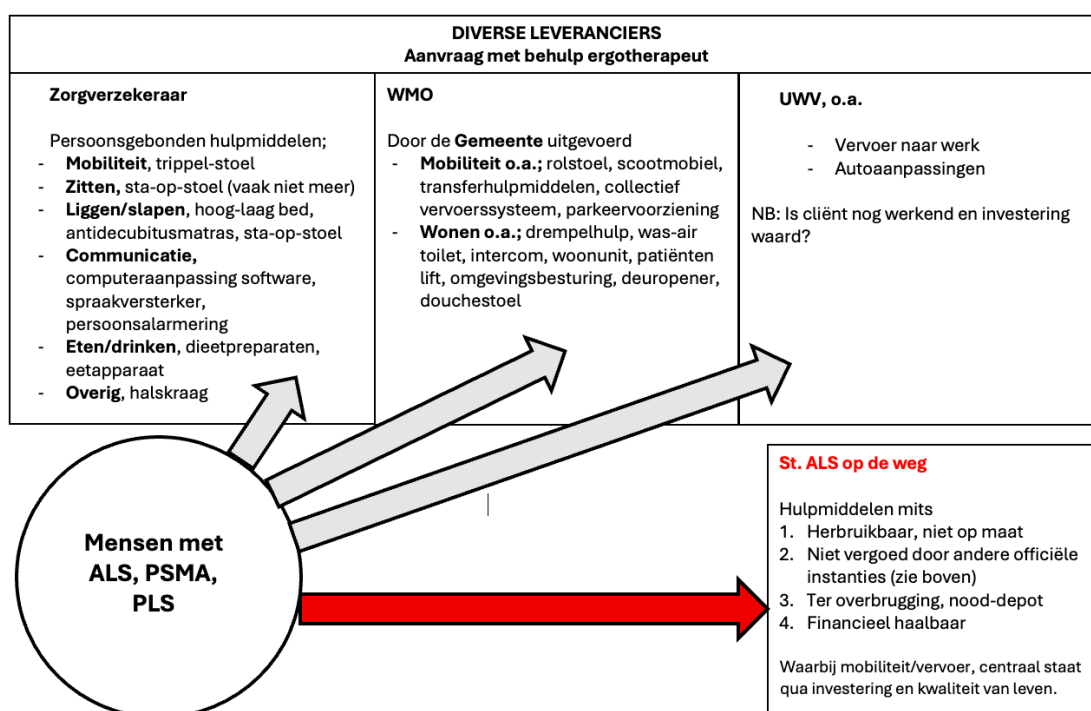 DIVERSE LEVERANCIERS
Aanvraag met behulp ergotherapeut
Zorgverzekeraar
Persoonsgebonden hulpmiddelen;
- Mobiliteit, trippel-stoel
- Zitten, sta-op-stoel (vaak niet meer)
- Liggen/slapen, hoog-laag bed,
antidecubitusmatras, sta-op-stoel
- Communicatie,
computeraanpassing software,
spraakversterker,
persoonsalarmering
- Eten/drinken, dieetpreparaten,
eetapparaat
- Overig, halskraag
WMO
Door de Gemeente uitgevoerd
- Mobiliteit o.a.; rolstoel, scootmobiel,
transferhulpmiddelen, collectief
vervoerssysteem, parkeervoorziening
- Wonen o.a.; drempelhulp, was-air
toilet, intercom, woonunit, patiënten
lift, omgevingsbesturing, deuropener,
douchestoel
UWV, o.a.
- Vervoer naar werk
- Autoaanpassingen
NB: Is cliënt nog werkend en investering
waard?
Mensen met
ALS, PSMA,
PLS
St. ALS op de weg
Hulpmiddelen mits
1. Herbruikbaar, niet op maat
2. Niet vergoed door andere officiële
instanties (zie boven)
3. Ter overbrugging, nood-depot
4. Financieel haalbaar
Waarbij mobiliteit/vervoer, centraal staat
qua investering en kwaliteit van leven.